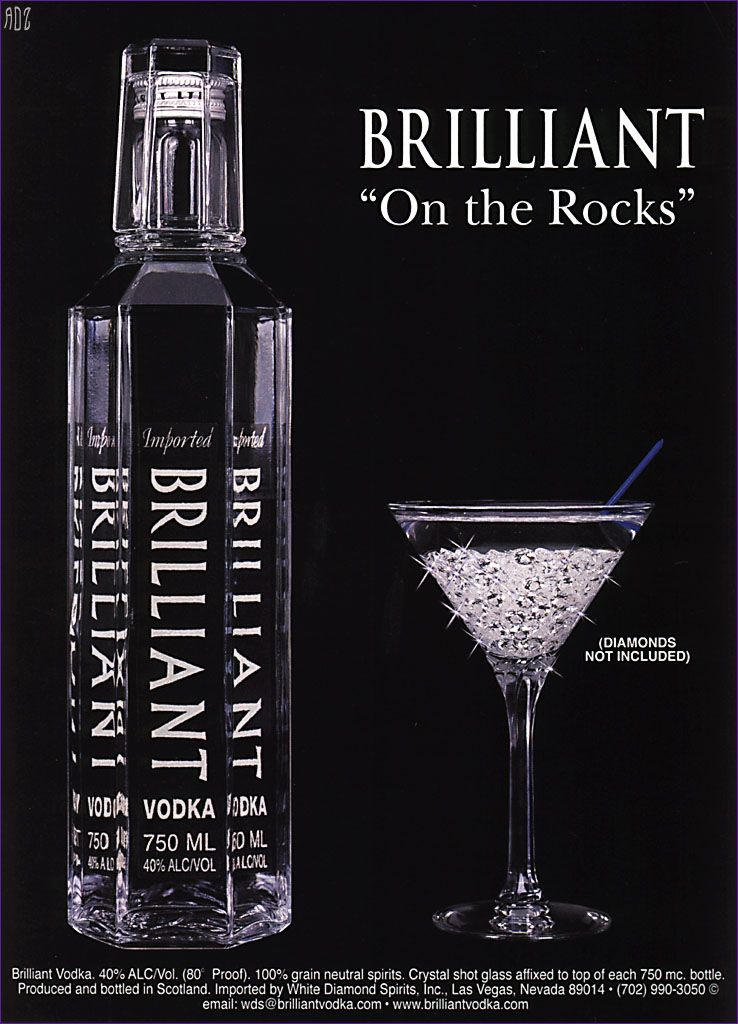 ADZ
BRILLIANT
“On the Rocks”
Imported
BRILLIANT
VODKA
750 ML
40% ALC/VOL
(DIAMONDS
NOT INCLUDED)
Brilliant Vodka. 40% ALC/Vol. (80° Proof). 100% grain neutral spirits. Crystal shot glass affixed to top of each 750 mc. bottle.
Produced and bottled in Scotland. Imported by White Diamond Spirits, Inc., Las Vegas, Nevada 89014 • (702) 990-3050 ©
email: wds@brilliantvodka.com • www.brilliantvodka.com